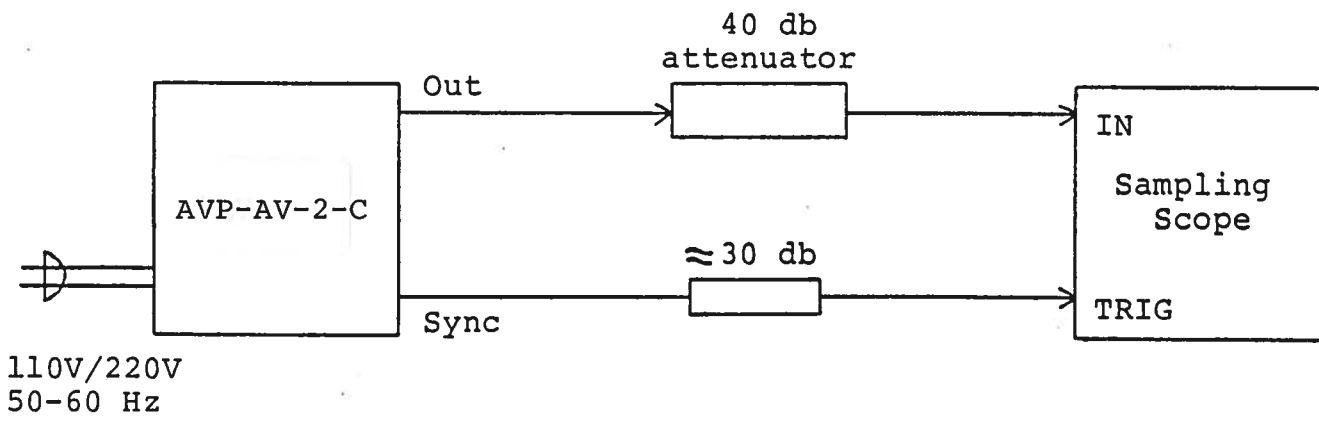 40 db
attenuator
Out
IN
AVP-AV-2-C
Sampling
Scope
≈30 db
Sync
TRIG
110V/220V
50-60 Hz